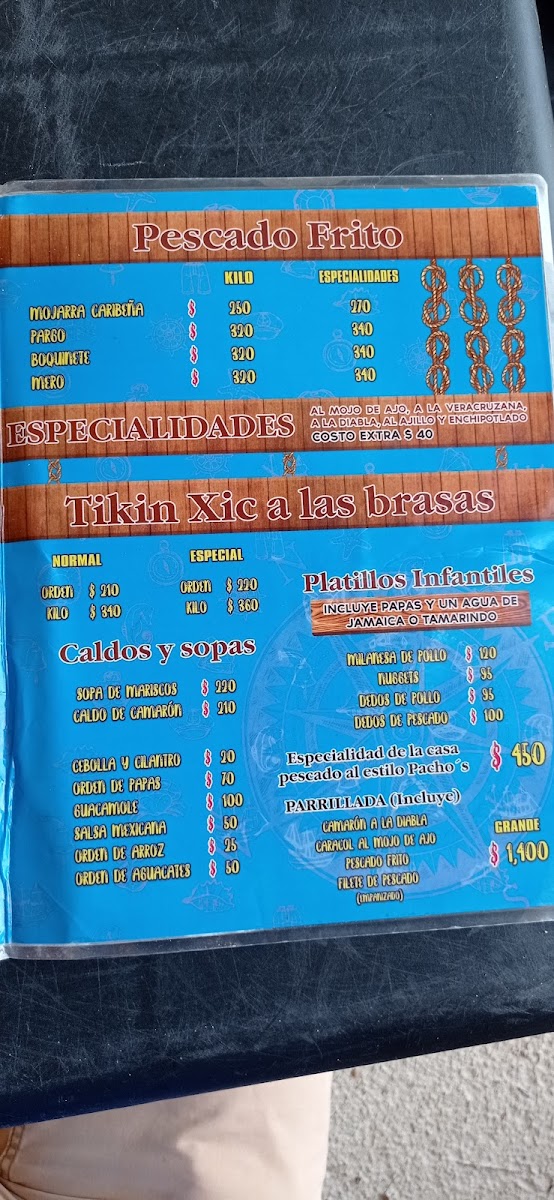 Pescado Frito
KILO ESPECIALIDADES
MOJARRA CARIBEÑA $ 250 270
PARGO $ 320 340
BOQUINETE $ 320 340
MERO $ 320 340
ESPECIALIDADES
AL MOJO DE AJO, A LA VERACRUZANA,
A LA DIABLA, AL AJILLO Y ENCHIPOTLADO
COSTO EXTRA $ 40
Tikin Xic a las brasas
NORMAL ESPECIAL
ORDEN $ 210 ORDEN $ 220
KILO $ 340 KILO $ 360
Caldos y sopas
SOPA DE MARISCOS $ 220
CALDO DE CAMARÓN $ 210
CEBOLLA Y CILANTRO $ 20
ORDEN DE PAPAS $ 70
GUACAMOLE $ 100
SALSA MEXICANA $ 50
ORDEN DE ARROZ $ 25
ORDEN DE AGUACATES $ 50
Platillos Infantiles
INCLUYE PAPAS Y UN AGUA DE
JAMAICA O TAMARINDO
MILANESA DE POLLO $ 120
NUGGETS $ 95
DEDOS DE POLLO $ 95
DEDOS DE PESCADO $ 100
Especialidad de la casa
pescado al estilo Pacho´s $ 450
PARRILLADA (Incluye)
CAMARÓN A LA DIABLA GRANDE
CARACOL AL MOJO DE AJO $ 1,400
PESCADO FRITO
FILETE DE PESCADO
(EMPANIZADO)